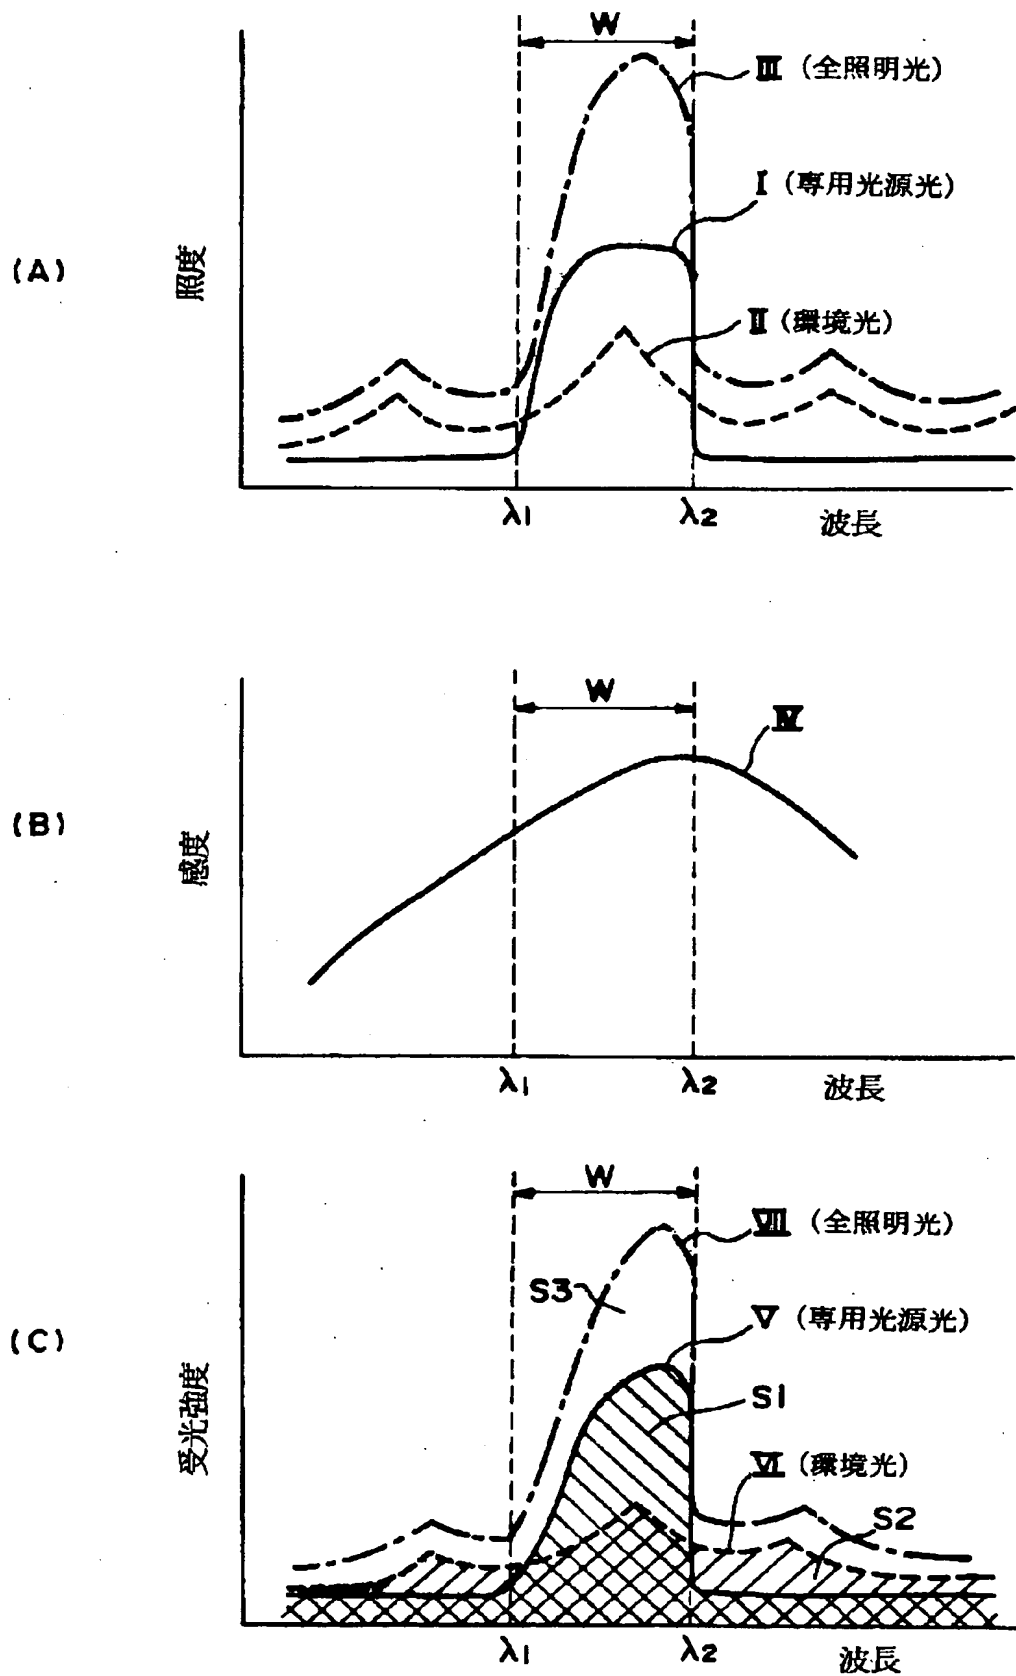 (A)
W
III (全照明光)
I (専用光源光)
II (環境光)
照度
λ1
λ2
波長
(B)
W
IV
感度
λ1
λ2
波長
(C)
W
VII (全照明光)
S3
V (専用光源光)
S1
VI (環境光)
S2
受光強度
λ1
λ2
波長